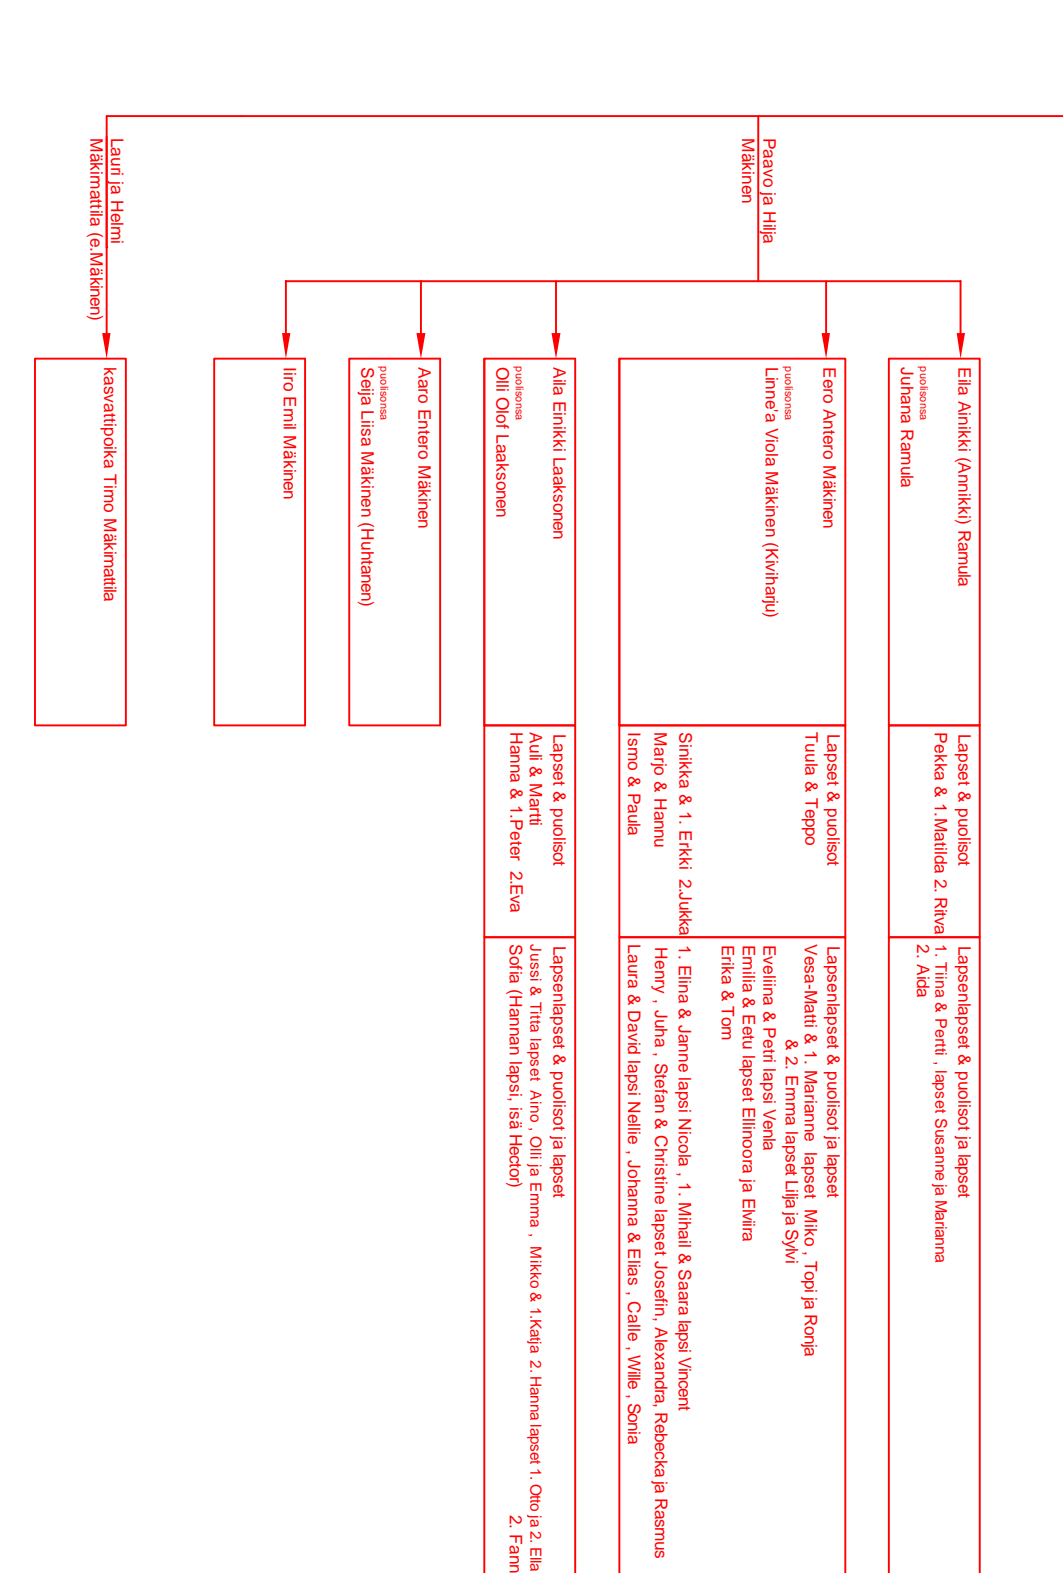 Paavo ja Hilja
Mäkinen
Eila Ainikki (Annikki) Ramula
puolisonsa
Juhana Ramula
Lapset & puolisot
Pekka & 1.Matilda 2. Ritva
Lapsenlapset & puolisot ja lapset
1. Tiina & Pertti , lapset Susanne ja Marianna
2. Aida
Eero Antero Mäkinen
puolisonsa
Linne'a Viola Mäkinen (Kiviharju)
Lapset & puolisot
Tuula & Teppo
Sinikka & 1. Erkki 2.Jukka
Marjo & Hannu
Ismo & Paula
Lapsenlapset & puolisot ja lapset
Vesa-Matti & 1. Marianne lapset Miko , Topi ja Ronja
& 2. Emma lapset Lilja ja Sylvi
Eveliina & Petri lapsi Venla
Emilia & Eetu lapset Ellinoora ja Elviira
Erika & Tom
1. Elina & Janne lapsi Nicola , 1. Mihail & Saara lapsi Vincent
Henry , Juha , Stefan & Christine lapset Josefin, Alexandra, Rebecka ja Rasmus
Laura & David lapsi Nellie , Johanna & Elias , Calle , Wille , Sonia
Aila Einikki Laaksonen
puolisonsa
Olli Olof Laaksonen
Lapset & puolisot
Auli & Martti
Hanna & 1.Peter 2.Eva
Lapsenlapset & puolisot ja lapset
Jussi & Titta lapset Aino , Olli ja Emma , Mikko & 1.Katja 2. Hanna lapset 1. Otto ja 2. Ella
2. Fann
Sofia (Hannan lapsi, isä Hector)
Aaro Entero Mäkinen
puolisonsa
Seija Liisa Mäkinen (Huhtanen)
Iiro Emil Mäkinen
Lauri ja Helmi
Mäkimattila (e.Mäkinen)
kasvattipoika Timo Mäkimattila